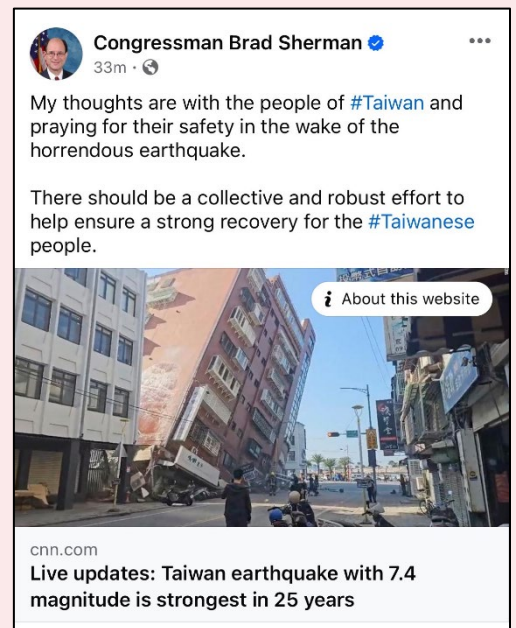 Congressman Brad Sherman
33m
My thoughts are with the people of #Taiwan and
praying for their safety in the wake of the
horrendous earthquake.
There should be a collective and robust effort to
help ensure a strong recovery for the #Taiwanese
people.
i About this website
cnn.com
Live updates: Taiwan earthquake with 7.4
magnitude is strongest in 25 years